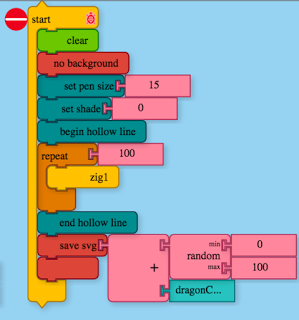 start
clear
no background
set pen size 15
set shade 0
begin hollow line
repeat 100
zig1
end hollow line
save svg
min 0
+ random
max 100
dragonC...